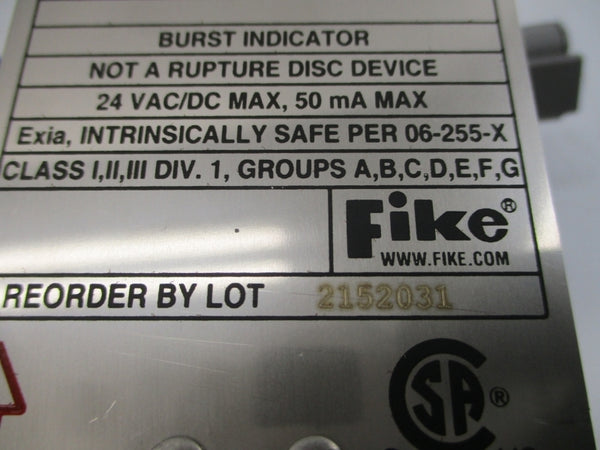 BURST INDICATOR
NOT A RUPTURE DISC DEVICE
24 VAC/DC MAX, 50 mA MAX
Exia, INTRINSICALLY SAFE PER 06-255-X
CLASS I,II,III DIV. 1, GROUPS A,B,C,D,E,F,G
Fike®
WWW.FIKE.COM
REORDER BY LOT 2152031
CSA®